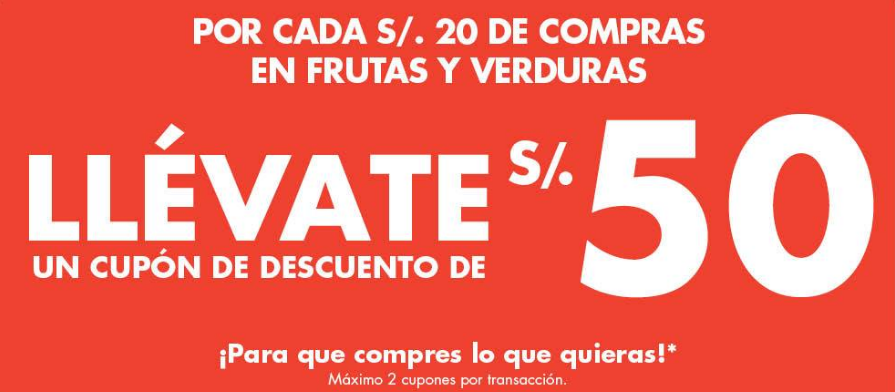 POR CADA S/. 20 DE COMPRAS
EN FRUTAS Y VERDURAS
LLÉVATE S/. 50
UN CUPÓN DE DESCUENTO DE
¡Para que compres lo que quieras!*
Máximo 2 cupones por transacción.